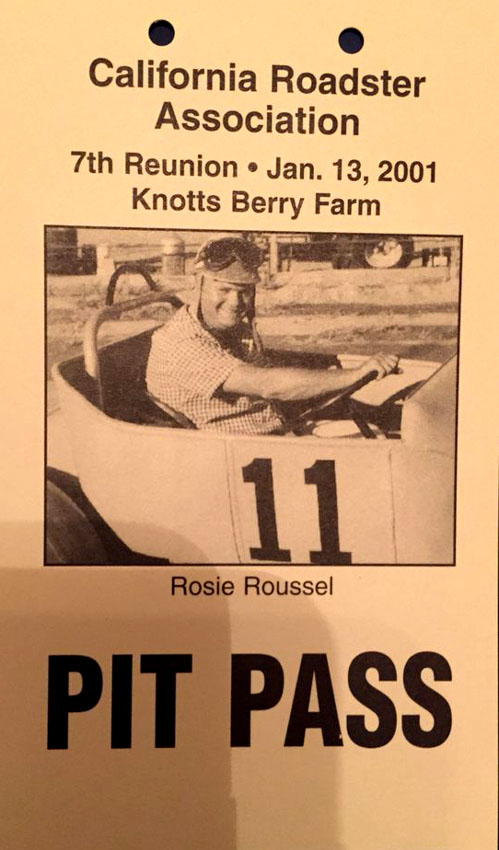 California Roadster
Association
7th Reunion • Jan. 13, 2001
Knotts Berry Farm
11
Rosie Roussel
PIT PASS